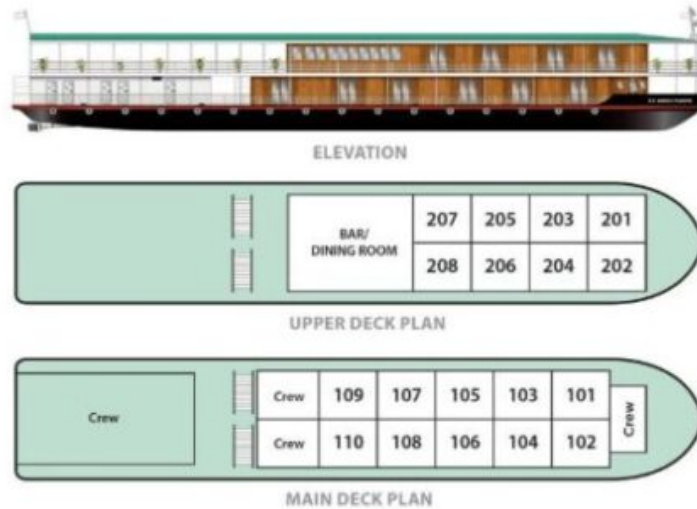 ELEVATION
BAR/
DINING ROOM
207 205 203 201
208 206 204 202
UPPER DECK PLAN
Crew
Crew 109 107 105 103 101
Crew 110 108 106 104 102
Crew
MAIN DECK PLAN